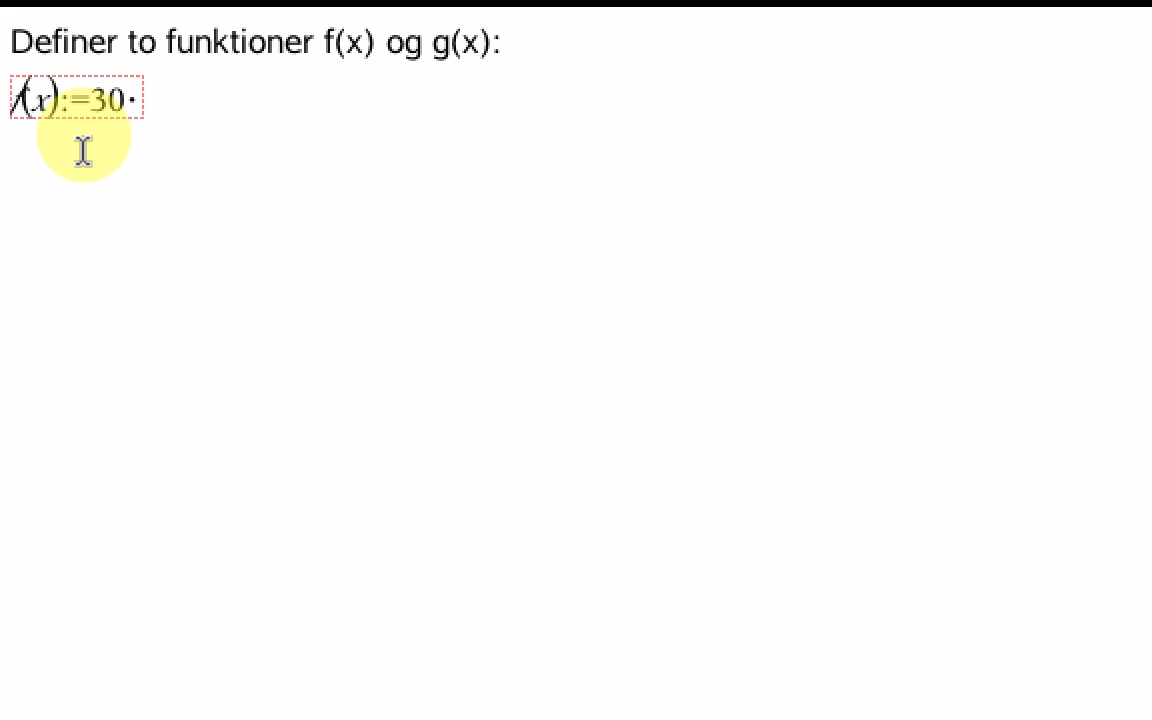 Definer to funktioner f(x) og g(x):
f(x):=30·